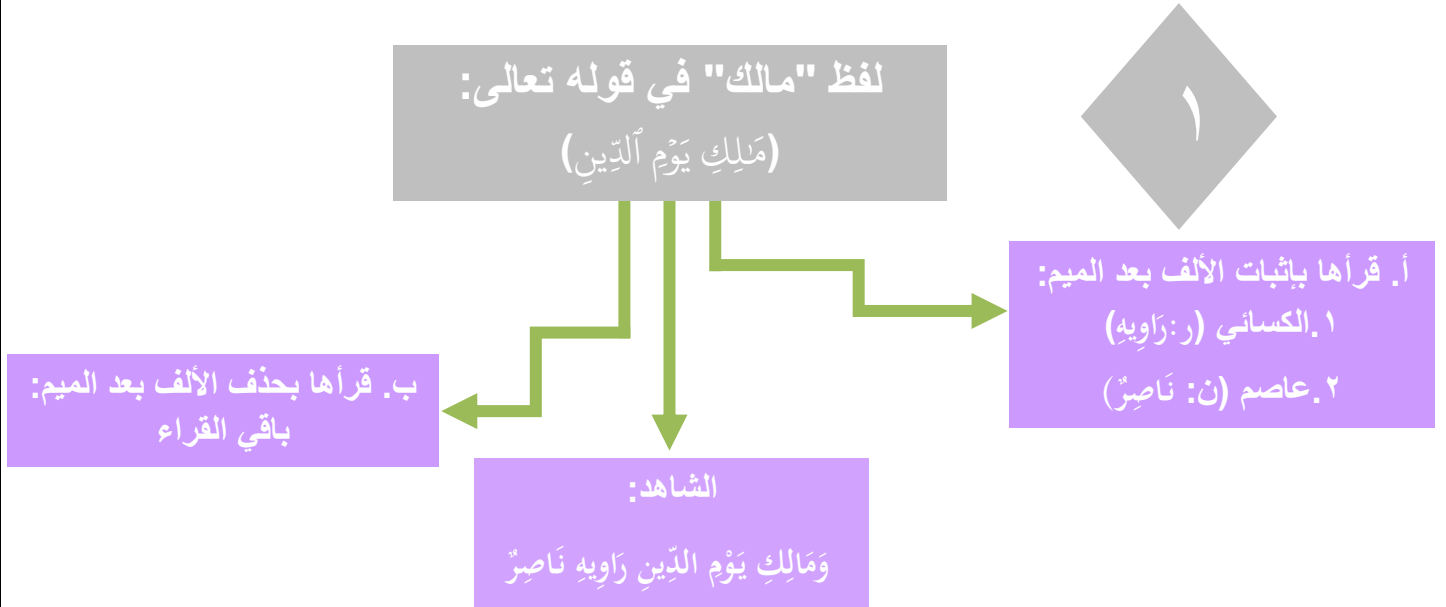 ١
لفظ "مالك" في قوله تعالى:
(مَٰلِكِ يَوۡمِ ٱلدِّينِ)
أ. قرأها بإثبات الألف بعد الميم:
١.الكسائي (ر:رَاوِيهِ)
٢.عاصم (ن: نَاصِرٌ)
ب. قرأها بحذف الألف بعد الميم:
باقي القراء
الشاهد:
وَمَالِكِ يَوْمِ الدِّينِ رَاوِيهِ نَاصِرٌ